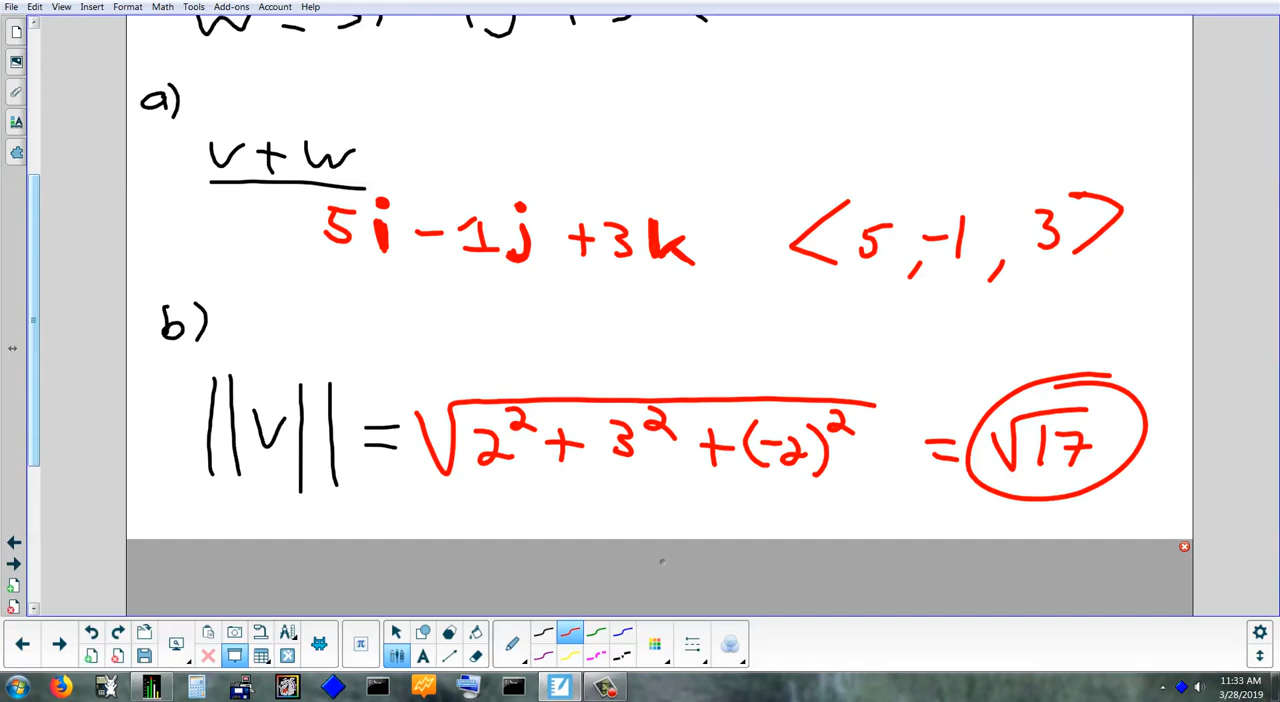 File Edit View Insert Format Math Tools Add-ons Account Help
a)
v + w
5i - 1j + 3k <5, -1, 3>
b)
||v|| = √2² + 3² + (-2)² = √17
π
A
11:33 AM
3/28/2019